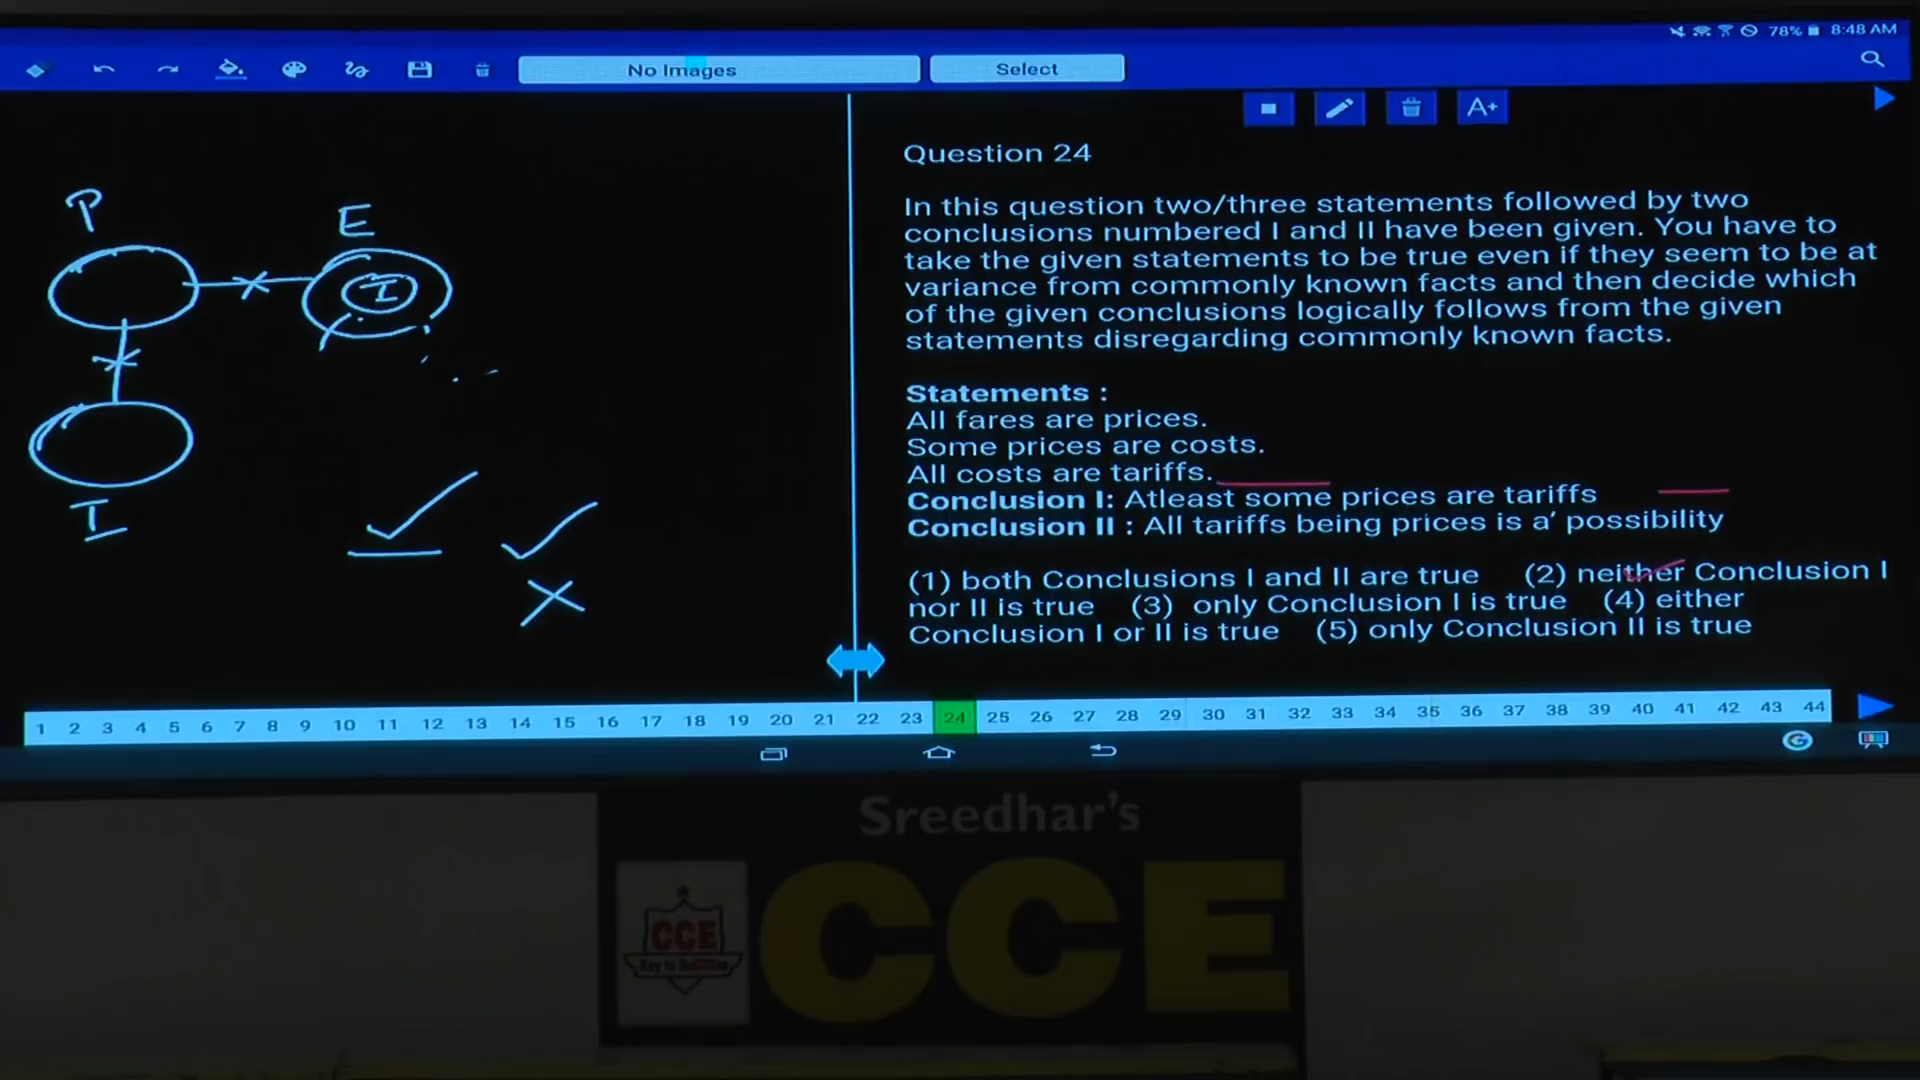 78% 8:48 AM
No Images
Select
A+
Question 24
In this question two/three statements followed by two
conclusions numbered I and II have been given. You have to
take the given statements to be true even if they seem to be at
variance from commonly known facts and then decide which
of the given conclusions logically follows from the given
statements disregarding commonly known facts.
Statements :
All fares are prices.
Some prices are costs.
All costs are tariffs.
Conclusion I: Atleast some prices are tariffs
Conclusion II : All tariffs being prices is a' possibility
(1) both Conclusions I and II are true (2) neither Conclusion I
nor II is true (3) only Conclusion I is true (4) either
Conclusion I or II is true (5) only Conclusion II is true
P
E
I
I
1 2 3 4 5 6 7 8 9 10 11 12 13 14 15 16 17 18 19 20 21 22 23 24 25 26 27 28 29 30 31 32 33 34 35 36 37 38 39 40 41 42 43 44
Sreedhar's
CCE
CCE